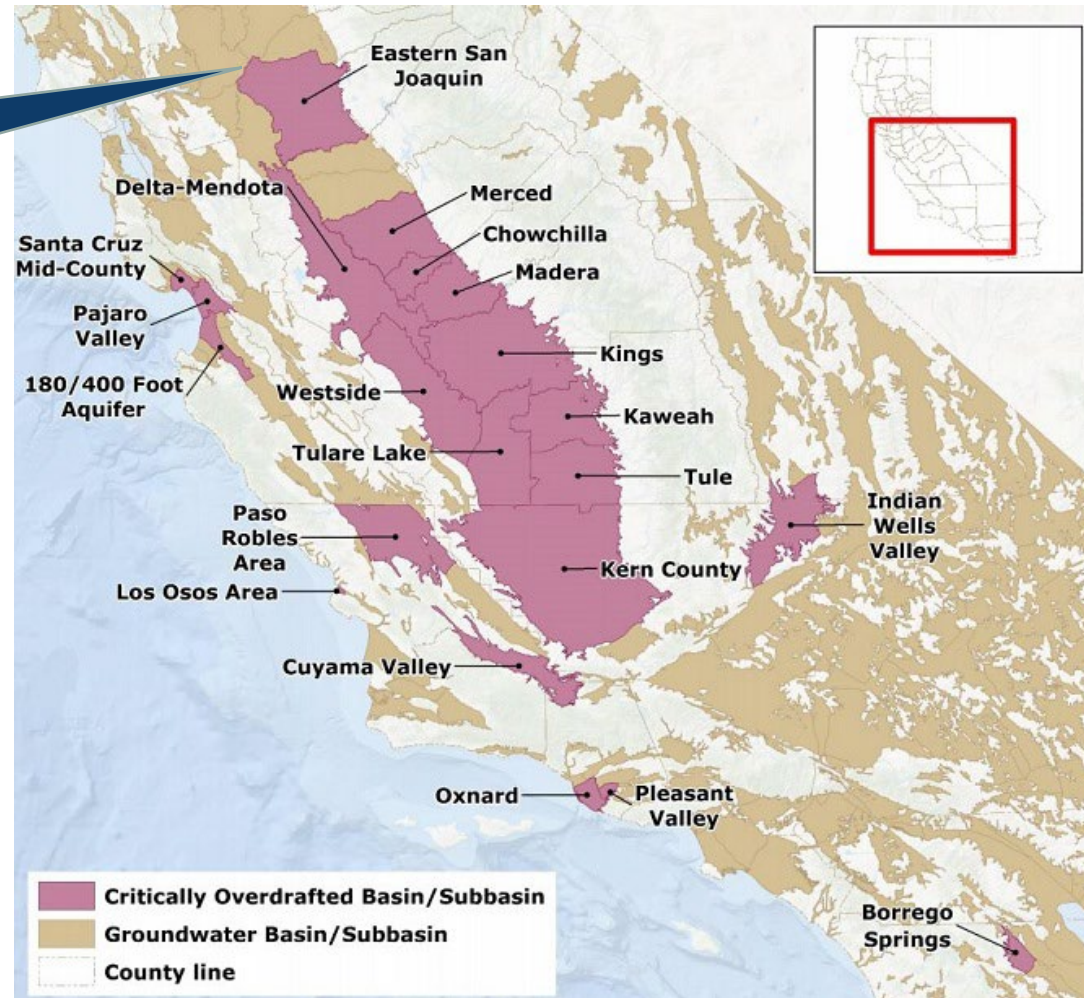 Eastern San
Joaquin
Delta-Mendota
Merced
Santa Cruz
Mid-County
Chowchilla
Madera
Pajaro
Valley
Kings
180/400 Foot
Aquifer
Westside
Kaweah
Tulare Lake
Tule
Indian
Wells
Valley
Paso
Robles
Area
Kern County
Los Osos Area
Cuyama Valley
Oxnard
Pleasant
Valley
Borrego
Springs
Critically Overdrafted Basin/Subbasin
Groundwater Basin/Subbasin
County line